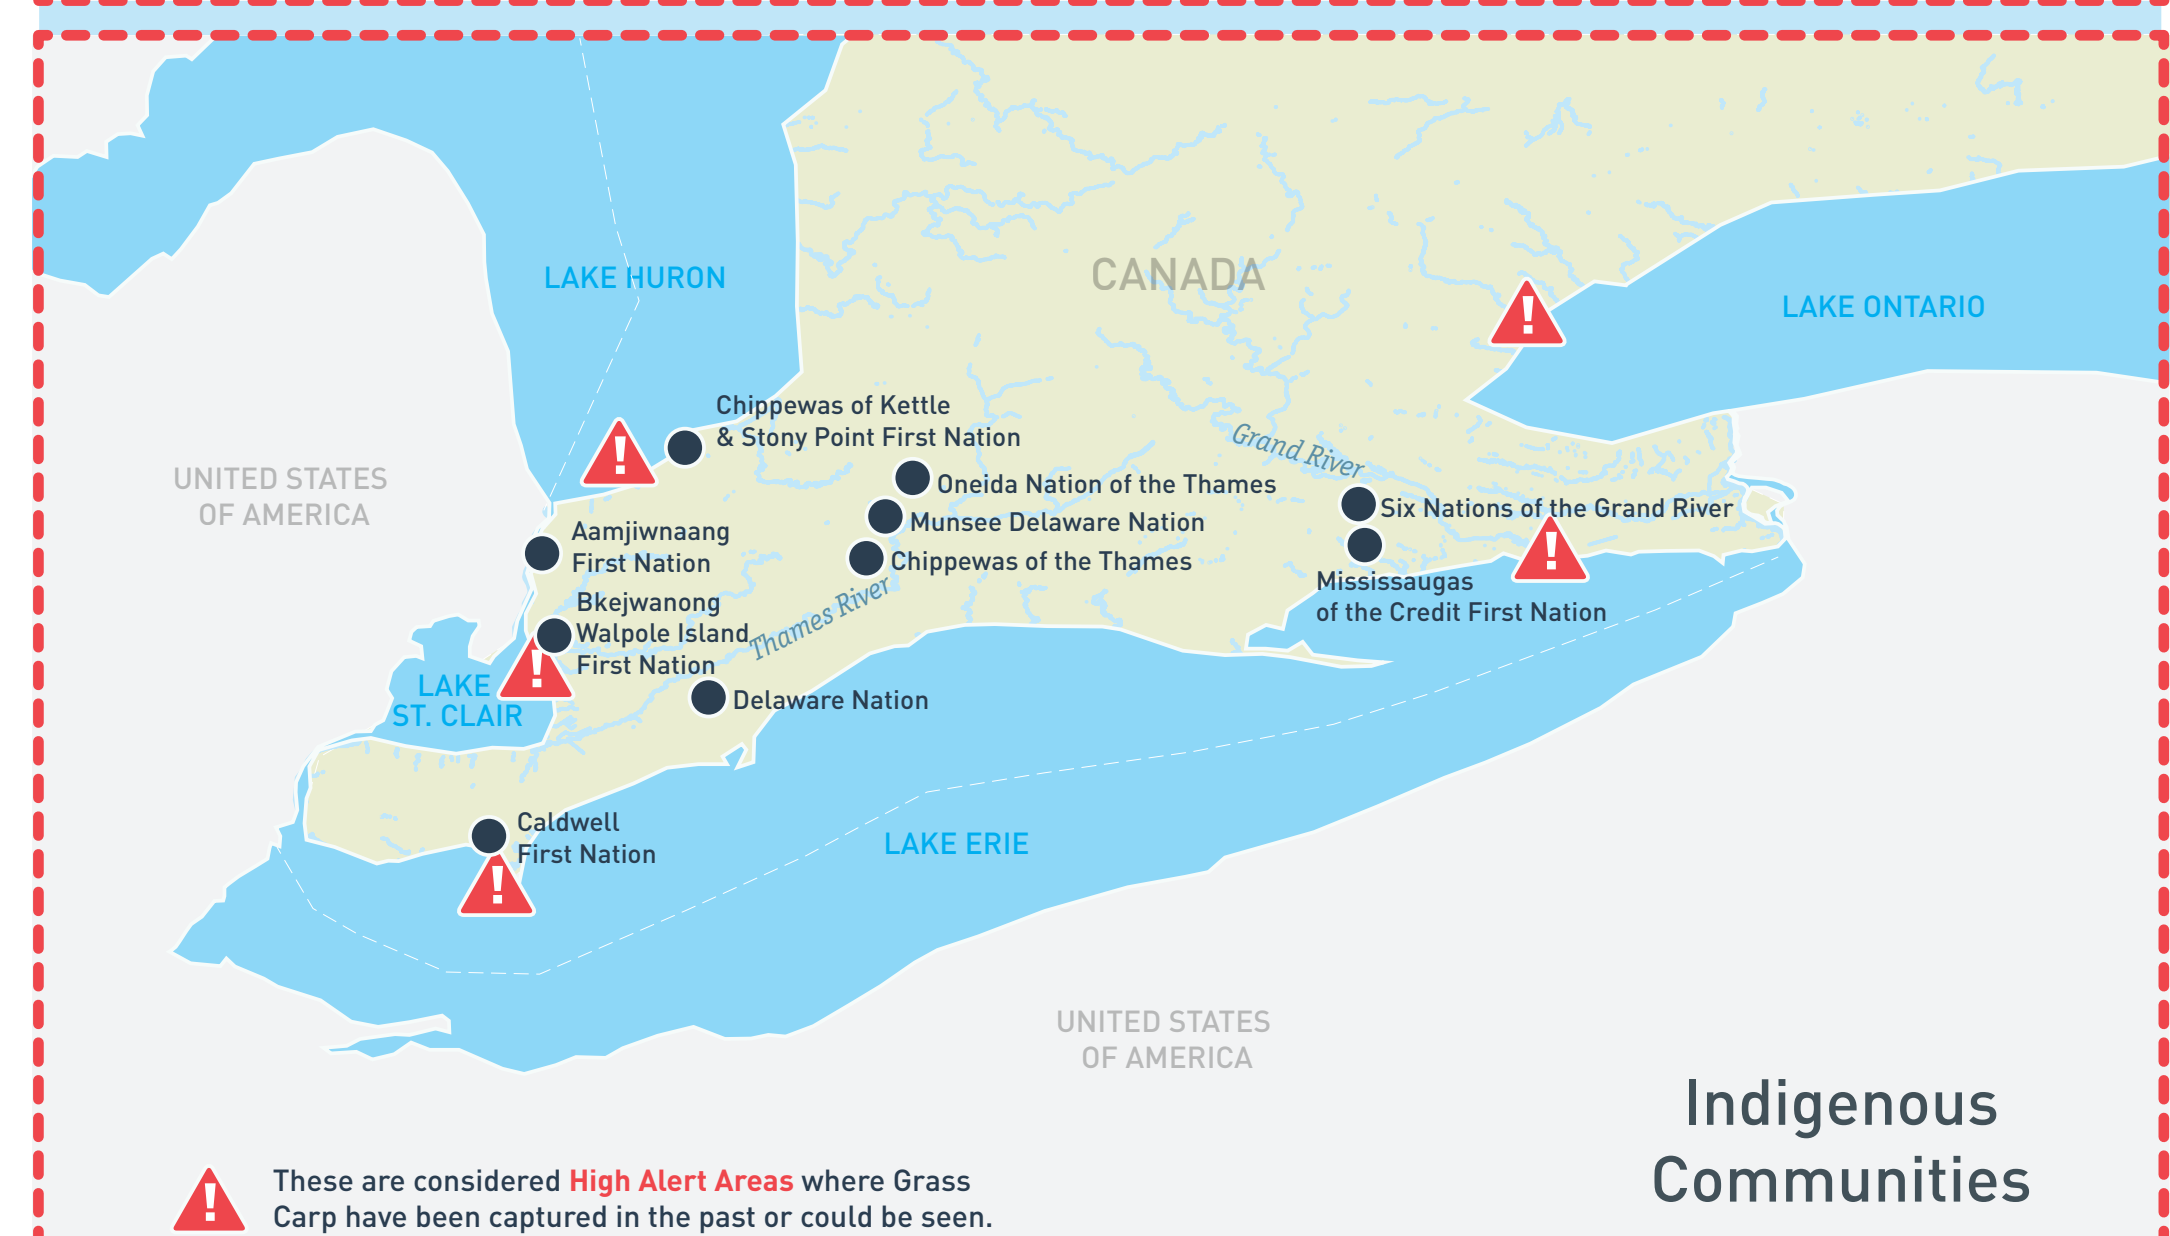 CANADA
LAKE HURON
LAKE ONTARIO
Chippewas of Kettle
& Stony Point First Nation
Grand River
UNITED STATES
OF AMERICA
Oneida Nation of the Thames
Six Nations of the Grand River
Munsee Delaware Nation
Aamjiwnaang
First Nation
Chippewas of the Thames
Mississaugas
of the Credit First Nation
Bkejwanong
Walpole Island
First Nation
Thames River
LAKE
ST. CLAIR
Delaware Nation
Caldwell
First Nation
LAKE ERIE
UNITED STATES
OF AMERICA
Indigenous
Communities
These are considered High Alert Areas where Grass
Carp have been captured in the past or could be seen.